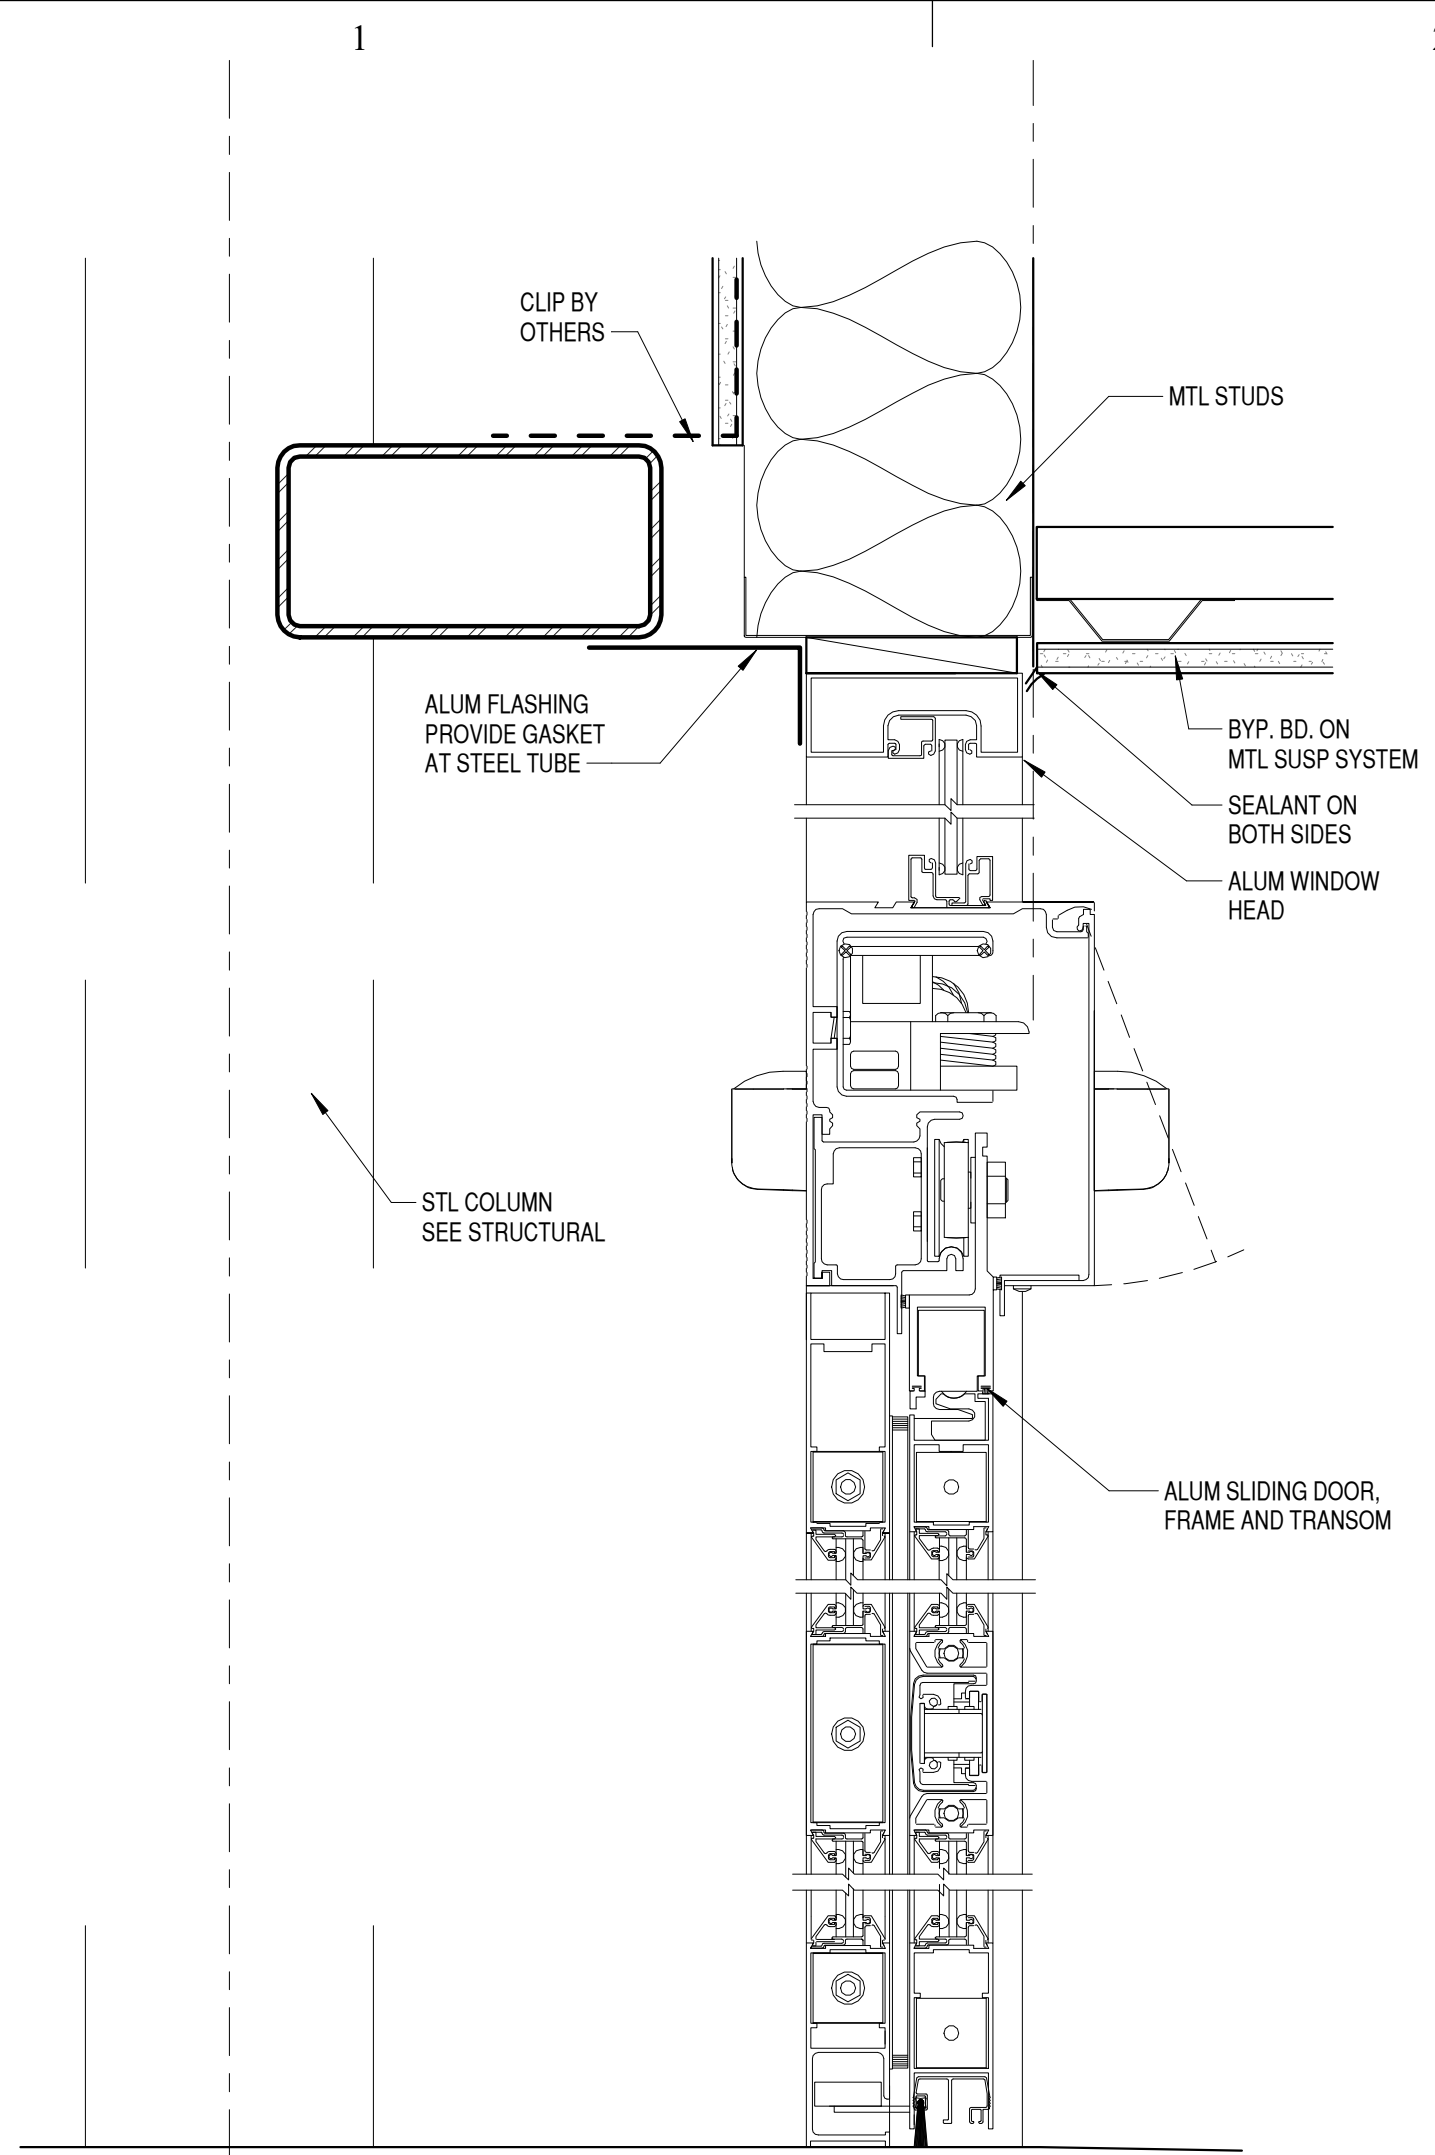 1
CLIP BY
OTHERS
MTL STUDS
ALUM FLASHING
PROVIDE GASKET
AT STEEL TUBE
BYP. BD. ON
MTL SUSP SYSTEM
SEALANT ON
BOTH SIDES
ALUM WINDOW
HEAD
STL COLUMN
SEE STRUCTURAL
ALUM SLIDING DOOR,
FRAME AND TRANSOM